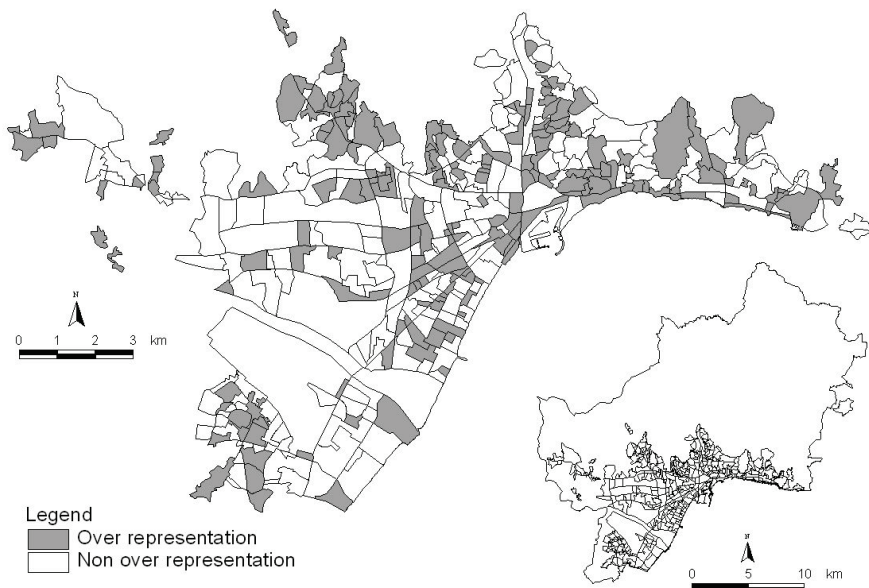 N
0 1 2 3 km
Legend
Over representation
Non over representation
N
0 5 10 km